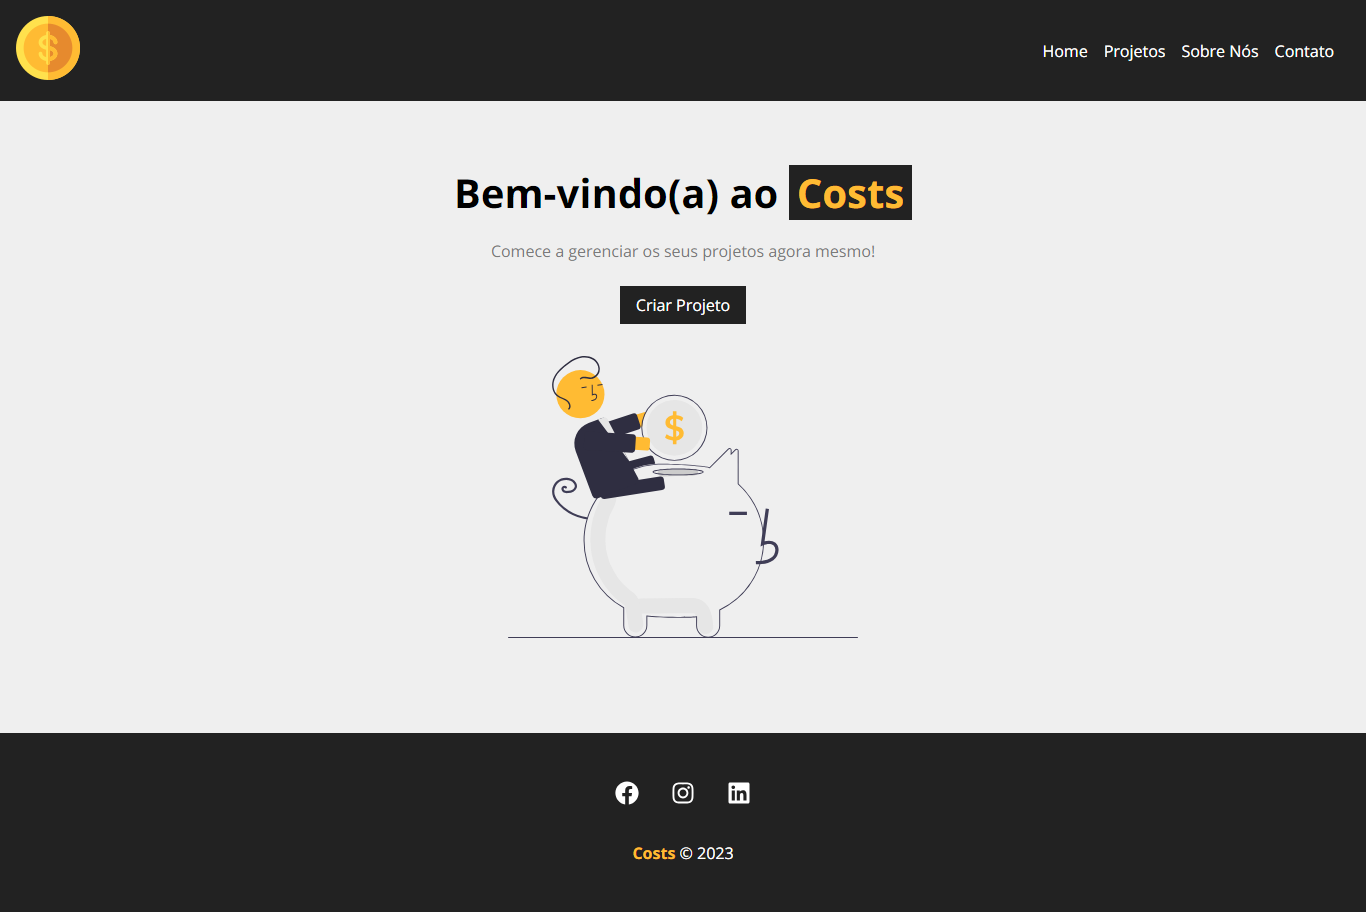 $
Home Projetos Sobre Nós Contato
Bem-vindo(a) ao Costs
Comece a gerenciar os seus projetos agora mesmo!
Criar Projeto
$
Costs © 2023